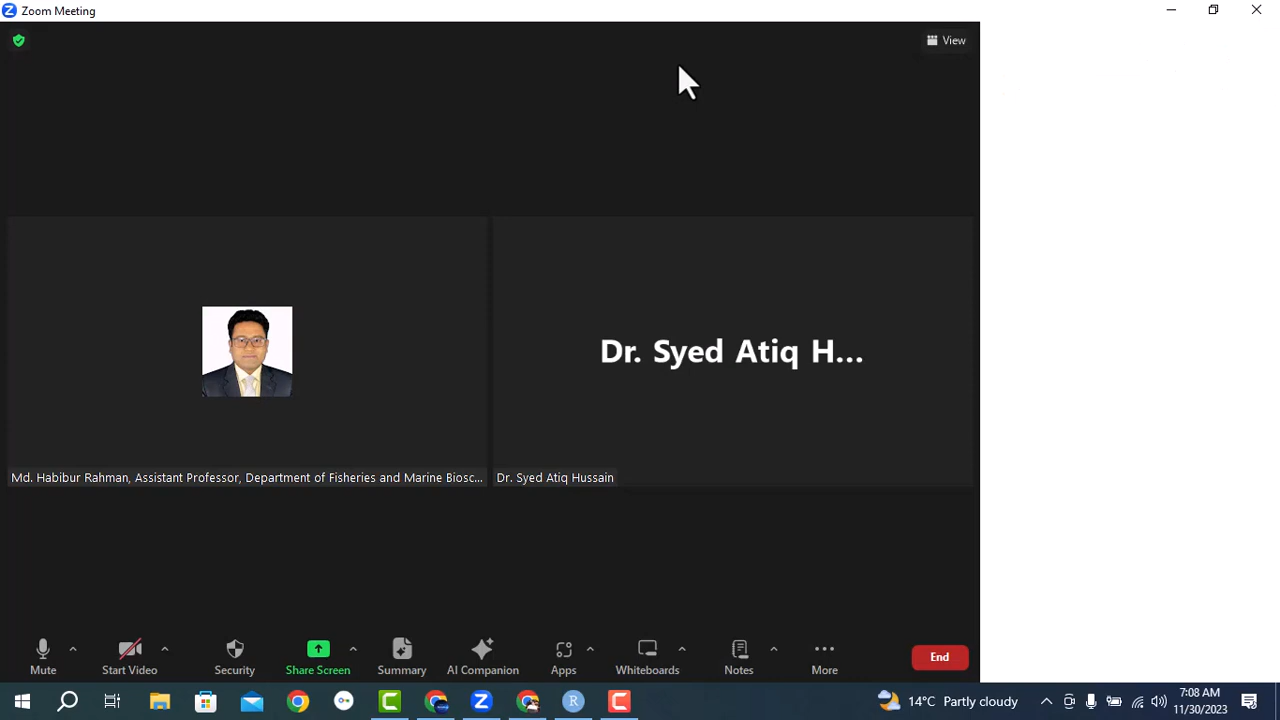 Zoom Meeting
View
Dr. Syed Atiq H...
Md. Habibur Rahman, Assistant Professor, Department of Fisheries and Marine Biosc...
Dr. Syed Atiq Hussain
Mute
Start Video
Security
Share Screen
Summary
AI Companion
Apps
Whiteboards
Notes
More
End
14°C Partly cloudy
7:08 AM
11/30/2023